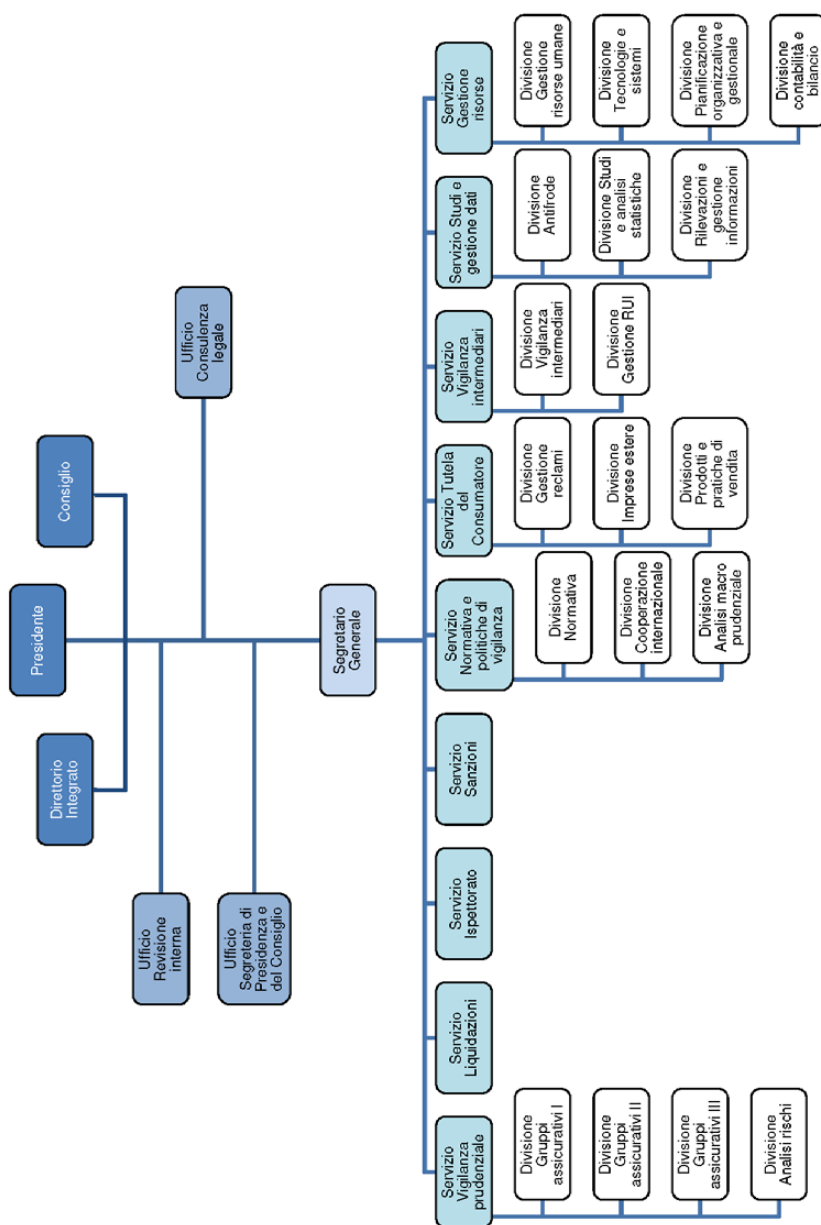 Presidente
Direttorio
Integrato
Consiglio
Ufficio
Revisione
interna
Ufficio
Consulenza
legale
Ufficio
Segreteria di
Presidenza e
del Consiglio
Segretario
Generale
Servizio
Vigilanza
prudenziale
Divisione
Gruppi
assicurativi I
Divisione
Gruppi
assicurativi II
Divisione
Gruppi
assicurativi III
Divisione
Analisi rischi
Servizio
Liquidazioni
Servizio
Ispettorato
Servizio
Sanzioni
Servizio
Normativa e
politiche di
vigilanza
Divisione
Normativa
Divisione
Cooperazione
internazionale
Divisione
Analisi macro
prudenziale
Servizio Tutela
del
Consumatore
Divisione
Gestione
reclami
Divisione
Imprese estere
Divisione
Prodotti e
pratiche di
vendita
Servizio
Vigilanza
intermediari
Divisione
Vigilanza
intermediari
Divisione
Gestione RUI
Servizio Studi e
gestione dati
Divisione
Antifrode
Divisione Studi
e analisi
statistiche
Divisione
Rilevazioni e
gestione
informazioni
Servizio
Gestione
risorse
Divisione
Gestione
risorse umane
Divisione
Tecnologie e
sistemi
Divisione
Pianificazione
organizzativa e
gestionale
Divisione
contabilità e
bilancio